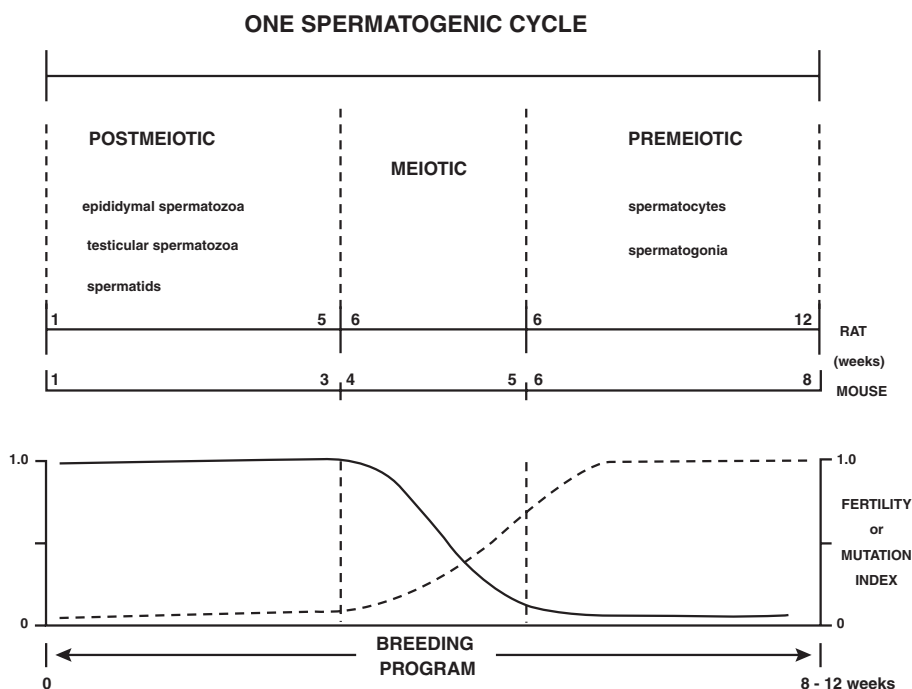 ONE SPERMATOGENIC CYCLE
POSTMEIOTIC
MEIOTIC
PREMEIOTIC
epididymal spermatozoa
testicular spermatozoa
spermatids
spermatocytes
spermatogonia
1 5 6 6 12 RAT
(weeks)
1 3 4 5 6 8 MOUSE
1.0 1.0
FERTILITY
or
MUTATION
INDEX
0 0
BREEDING
PROGRAM
0 8 - 12 weeks